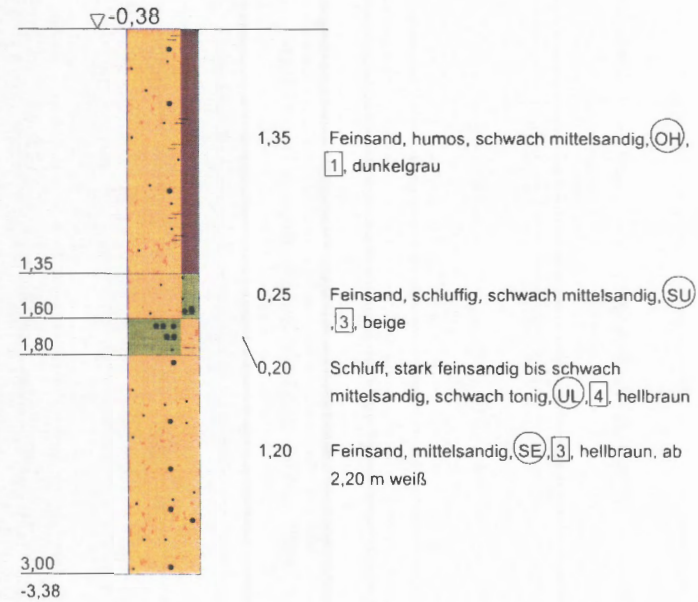 ▽-0,38
1,35 Feinsand, humos, schwach mittelsandig, OH,
1, dunkelgrau
1,35
0,25 Feinsand, schluffig, schwach mittelsandig, SU
, 3, beige
1,60
1,80
0,20 Schluff, stark feinsandig bis schwach
mittelsandig, schwach tonig, UL, 4, hellbraun
1,20 Feinsand, mittelsandig, SE, 3, hellbraun, ab
2,20 m weiß
3,00
-3,38